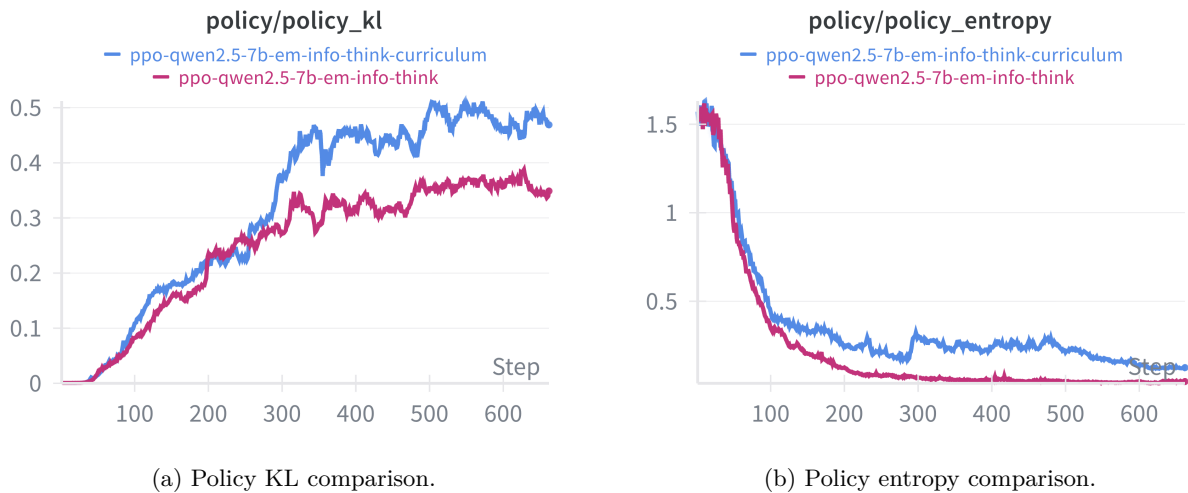 policy/policy_kl
ppo-qwen2.5-7b-em-info-think-curriculum
ppo-qwen2.5-7b-em-info-think
0.5
0.4
0.3
0.2
0.1
0
Step
100 200 300 400 500 600
(a) Policy KL comparison.
policy/policy_entropy
ppo-qwen2.5-7b-em-info-think-curriculum
ppo-qwen2.5-7b-em-info-think
1.5
1
0.5
Step
100 200 300 400 500 600
(b) Policy entropy comparison.